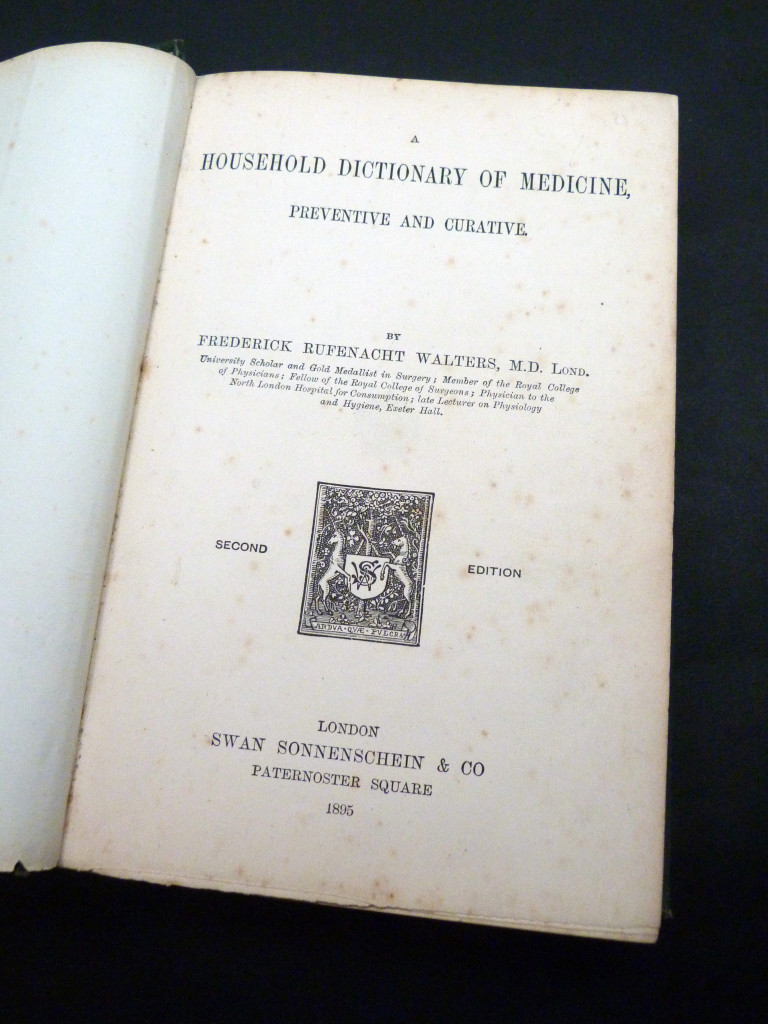 A
HOUSEHOLD DICTIONARY OF MEDICINE,
PREVENTIVE AND CURATIVE.
BY
FREDERICK RUFENACHT WALTERS, M.D. LOND.
University Scholar and Gold Medallist in Surgery; Member of the Royal College
of Physicians; Fellow of the Royal College of Surgeons; Physician to the
North London Hospital for Consumption; late Lecturer on Physiology
and Hygiene, Exeter Hall.
SECOND
EDITION
ARDVA·QVÆ·PVLCRA
LONDON
SWAN SONNENSCHEIN & CO
PATERNOSTER SQUARE
1895